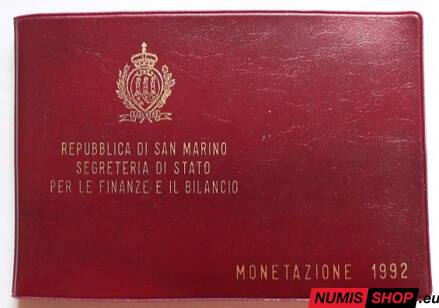 REPUBBLICA DI SAN MARINO
SEGRETERIA DI STATO
PER LE FINANZE E IL BILANCIO
MONETAZIONE 1992
NUMIS SHOP.eu